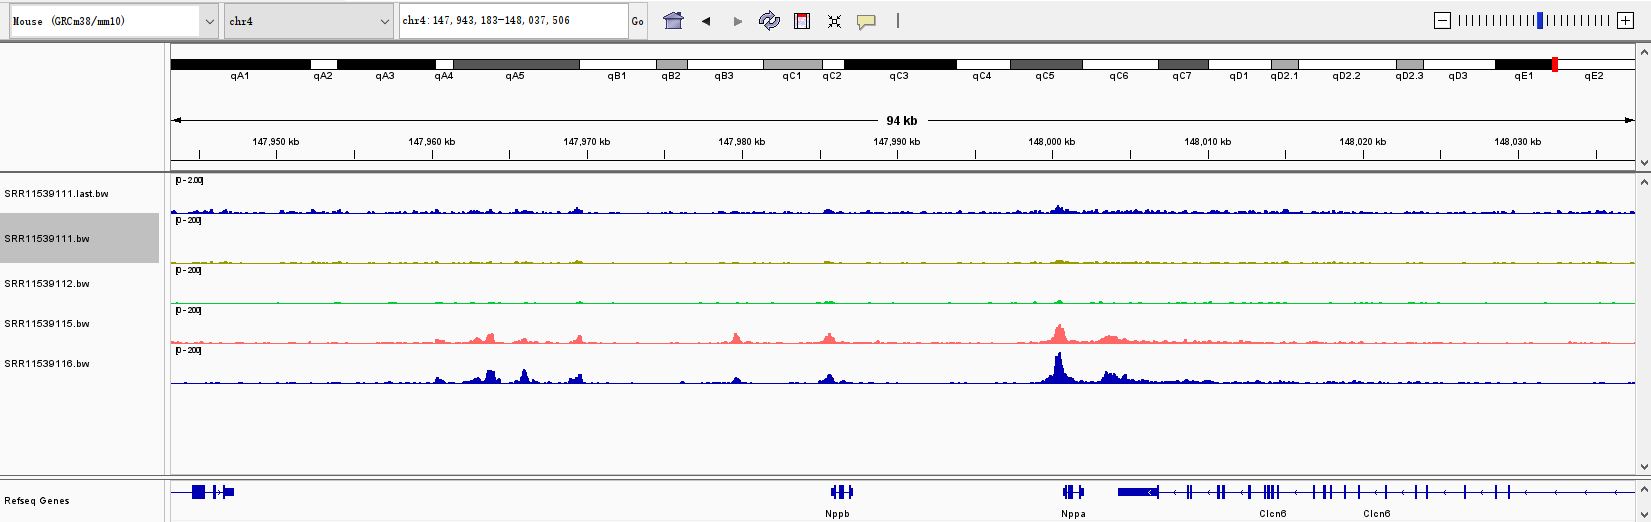 Mouse (GRCm38/mm10) chr4 chr4:147,943,183-148,037,506 Go
qA1 qA2 qA3 qA4 qA5 qB1 qB2 qB3 qC1 qC2 qC3 qC4 qC5 qC6 qC7 qD1 qD2.1 qD2.2 qD2.3 qD3 qE1 qE2
94 kb
147,950 kb 147,960 kb 147,970 kb 147,980 kb 147,990 kb 148,000 kb 148,010 kb 148,020 kb 148,030 kb
[0 - 2.00]
SRR11539111.last.bw
[0 - 200]
SRR11539111.bw
[0 - 200]
SRR11539112.bw
[0 - 200]
SRR11539115.bw
[0 - 200]
SRR11539116.bw
Refseq Genes
Nppb Nppa Clcn6 Clcn6